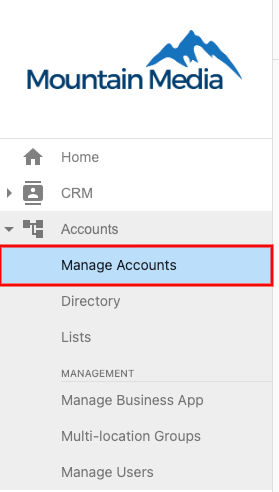 Mountain Media
Home
CRM
Accounts
Manage Accounts
Directory
Lists
MANAGEMENT
Manage Business App
Multi-location Groups
Manage Users